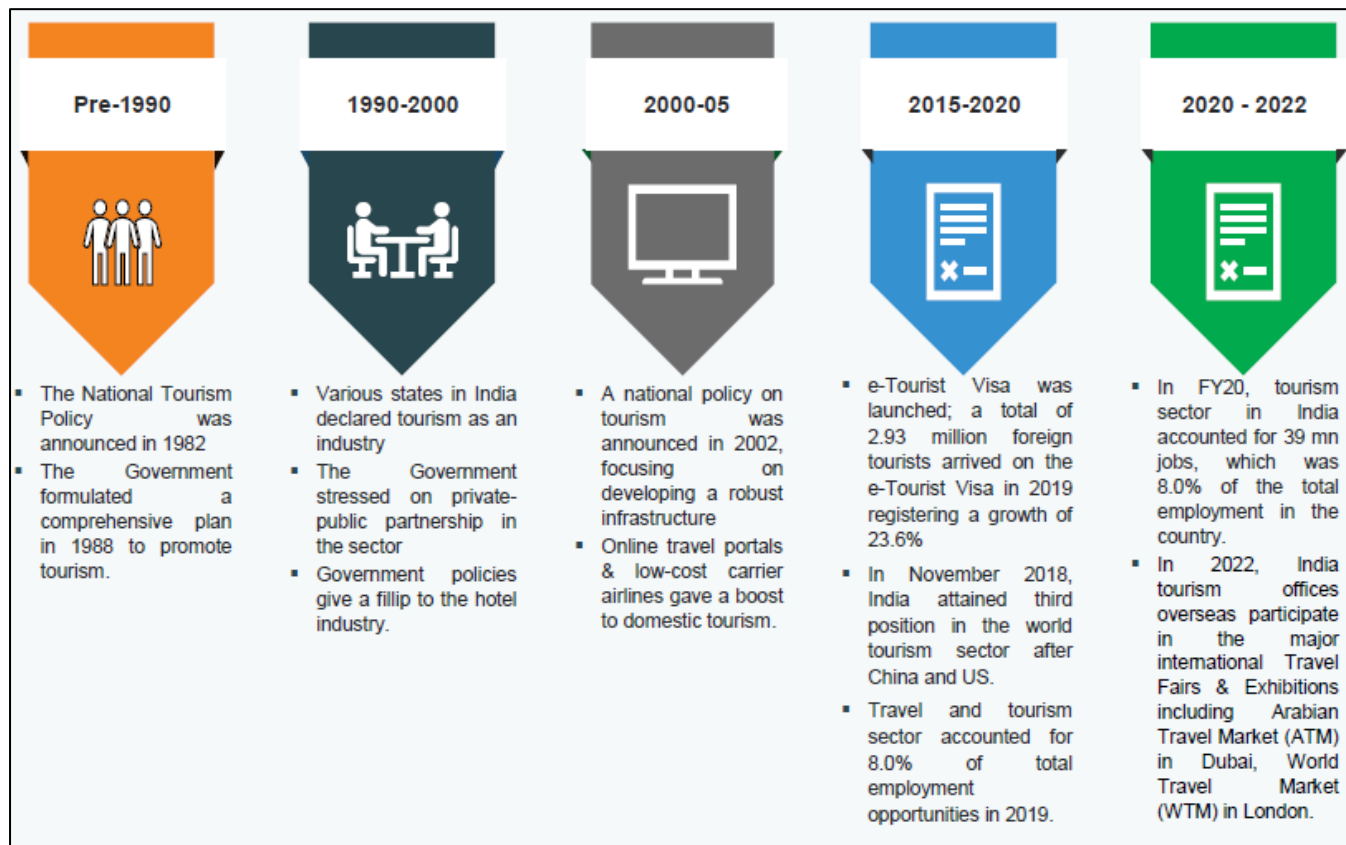 Pre-1990
▪ The National Tourism
Policy was
announced in 1982
▪ The Government
formulated a
comprehensive plan
in 1988 to promote
tourism.
1990-2000
▪ Various states in India
declared tourism as an
industry
▪ The Government
stressed on private-
public partnership in
the sector
▪ Government policies
give a fillip to the hotel
industry.
2000-05
▪ A national policy on
tourism was
announced in 2002,
focusing on
developing a robust
infrastructure
▪ Online travel portals
& low-cost carrier
airlines gave a boost
to domestic tourism.
2015-2020
▪ e-Tourist Visa was
launched; a total of
2.93 million foreign
tourists arrived on the
e-Tourist Visa in 2019
registering a growth of
23.6%
▪ In November 2018,
India attained third
position in the world
tourism sector after
China and US.
▪ Travel and tourism
sector accounted for
8.0% of total
employment
opportunities in 2019.
2020 - 2022
▪ In FY20, tourism
sector in India
accounted for 39 mn
jobs, which was
8.0% of the total
employment in the
country.
▪ In 2022, India
tourism offices
overseas participate
in the major
international Travel
Fairs & Exhibitions
including Arabian
Travel Market (ATM)
in Dubai, World
Travel Market
(WTM) in London.